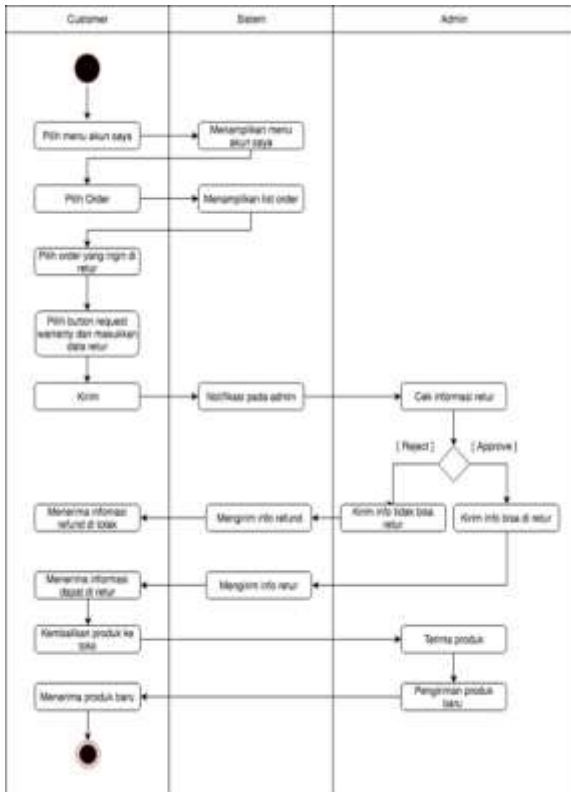 Customer
Sistem
Admin
Pilih menu akun saya
Menampilkan menu
akun saya
Pilih Order
Menampilkan list order
Pilih order yang ingin di
retur
Pilih button request
warranty dan masukkan
data retur
Kirim
Notifikasi pada admin
Cek informasi retur
[ Reject ]
[ Approve ]
Menerima informasi
refund di tolak
Mengirim info refund
Kirim info tidak bisa
retur
Kirim info bisa di retur
Menerima informasi
dapat di retur
Mengirim info retur
Kembalikan produk ke
toko
Terima produk
Menerima produk baru
Pengiriman produk
baru